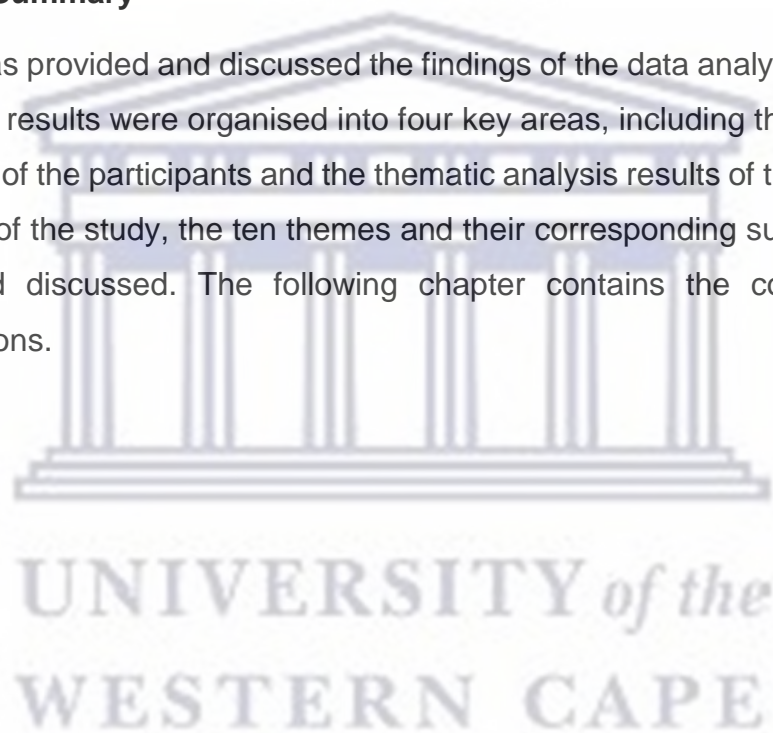 Summary
as provided and discussed the findings of the data analy
results were organised into four key areas, including th
of the participants and the thematic analysis results of t
of the study, the ten themes and their corresponding su
d discussed. The following chapter contains the co
ons.
UNIVERSITY of the
WESTERN CAPE